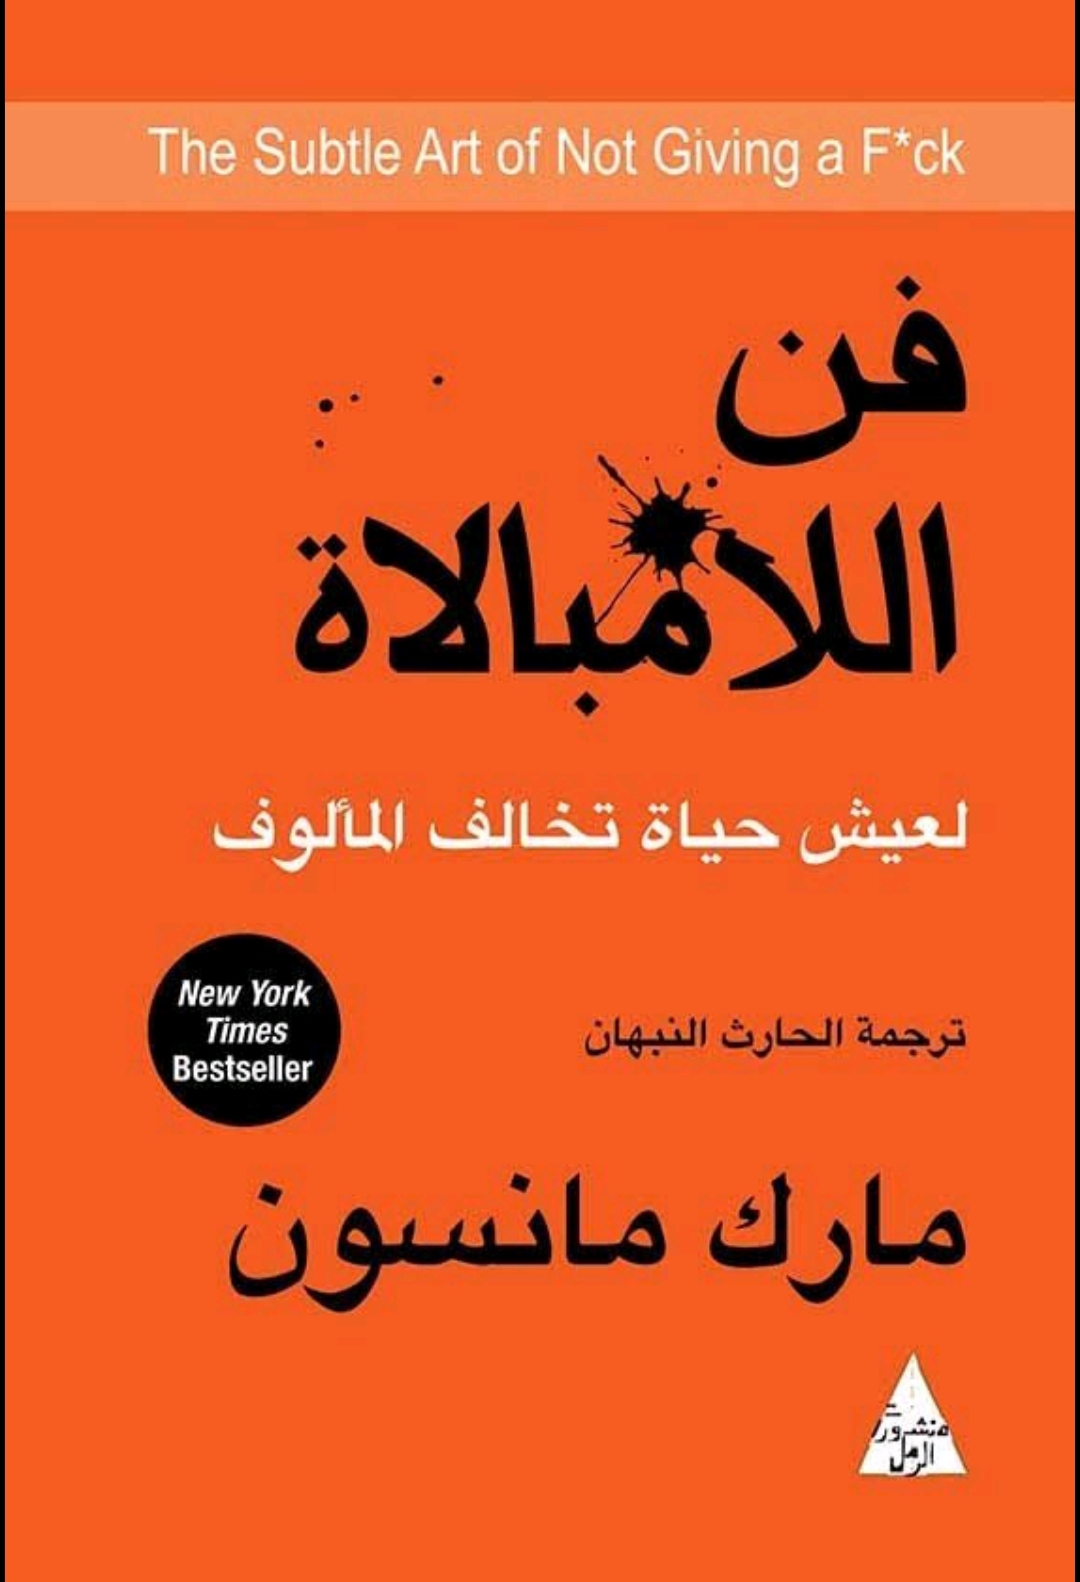 The Subtle Art of Not Giving a F*ck
فن
اللامبالاة
لعيش حياة تخالف المألوف
New York
Times
Bestseller
ترجمة الحارث النبهان
مارك مانسون
منشورات
الرمل